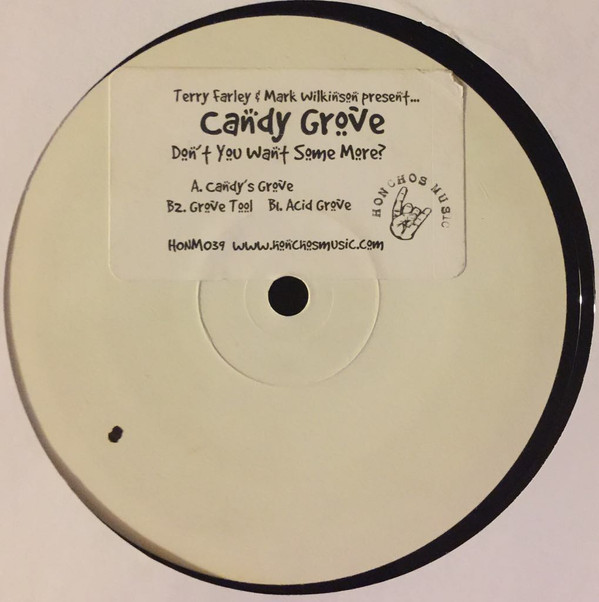 Terry Farley & Mark Wilkinson present...
Candy Grove
Don't You Want Some More?
A. Candy's Grove
B2. Grove Tool B1. Acid Grove
HONCHOS MUSIC
HONM039 www.honchosmusic.com